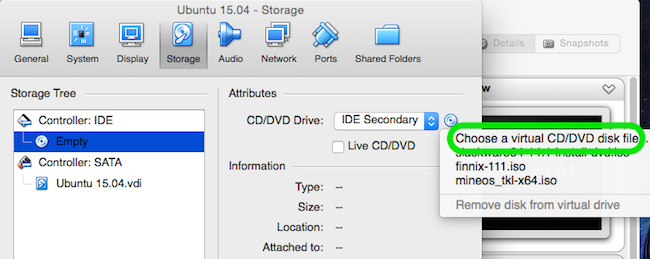 Ubuntu 15.04 - Storage
General System Display Storage Audio Network Ports Shared Folders
Details Snapshots
Storage Tree
Controller: IDE
Empty
Controller: SATA
Ubuntu 15.04.vdi
Attributes
CD/DVD Drive: IDE Secondary
Live CD/DVD
Information
Type: --
Size: --
Location: --
Attached to: --
Choose a virtual CD/DVD disk file...
finnix-111.iso
mineos_tkl-x64.iso
Remove disk from virtual drive